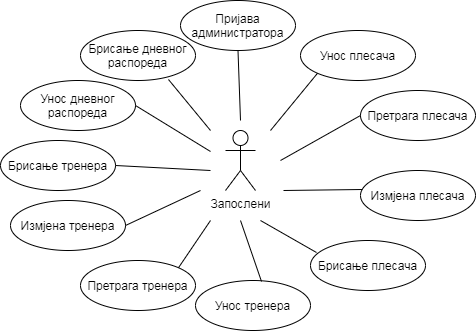 Пријава
администратора
Брисање дневног
распореда
Унос плесача
Унос дневног
распореда
Претрага плесача
Брисање тренера
Измјена плесача
Запослени
Измјена тренера
Брисање плесача
Претрага тренера
Унос тренера